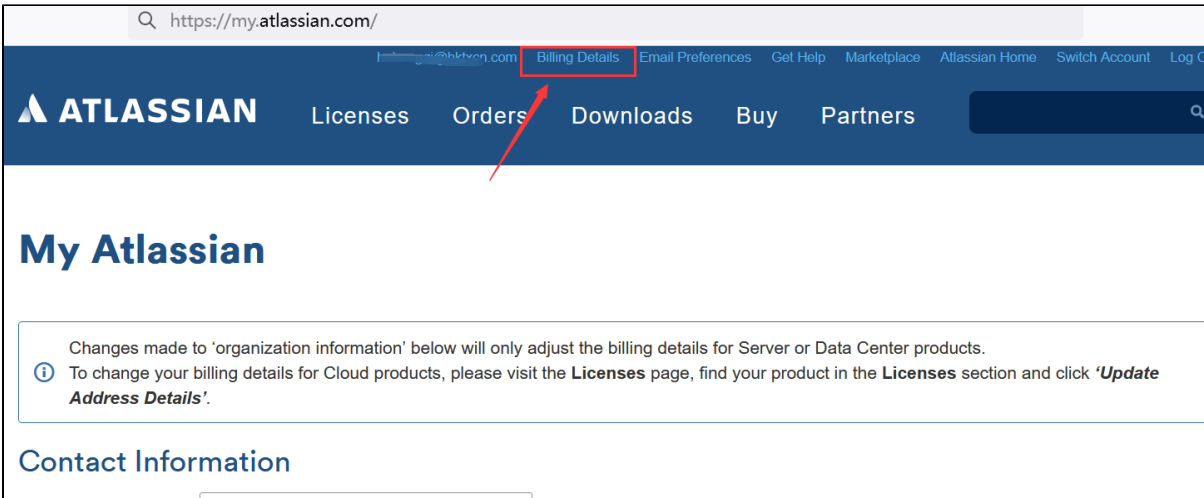 https://my.atlassian.com/
Billing Details Email Preferences Get Help Marketplace Atlassian Home Switch Account Log
ATLASSIAN Licenses Orders Downloads Buy Partners
My Atlassian
Changes made to ‘organization information’ below will only adjust the billing details for Server or Data Center products.
To change your billing details for Cloud products, please visit the Licenses page, find your product in the Licenses section and click ‘Update
Address Details’.
Contact Information